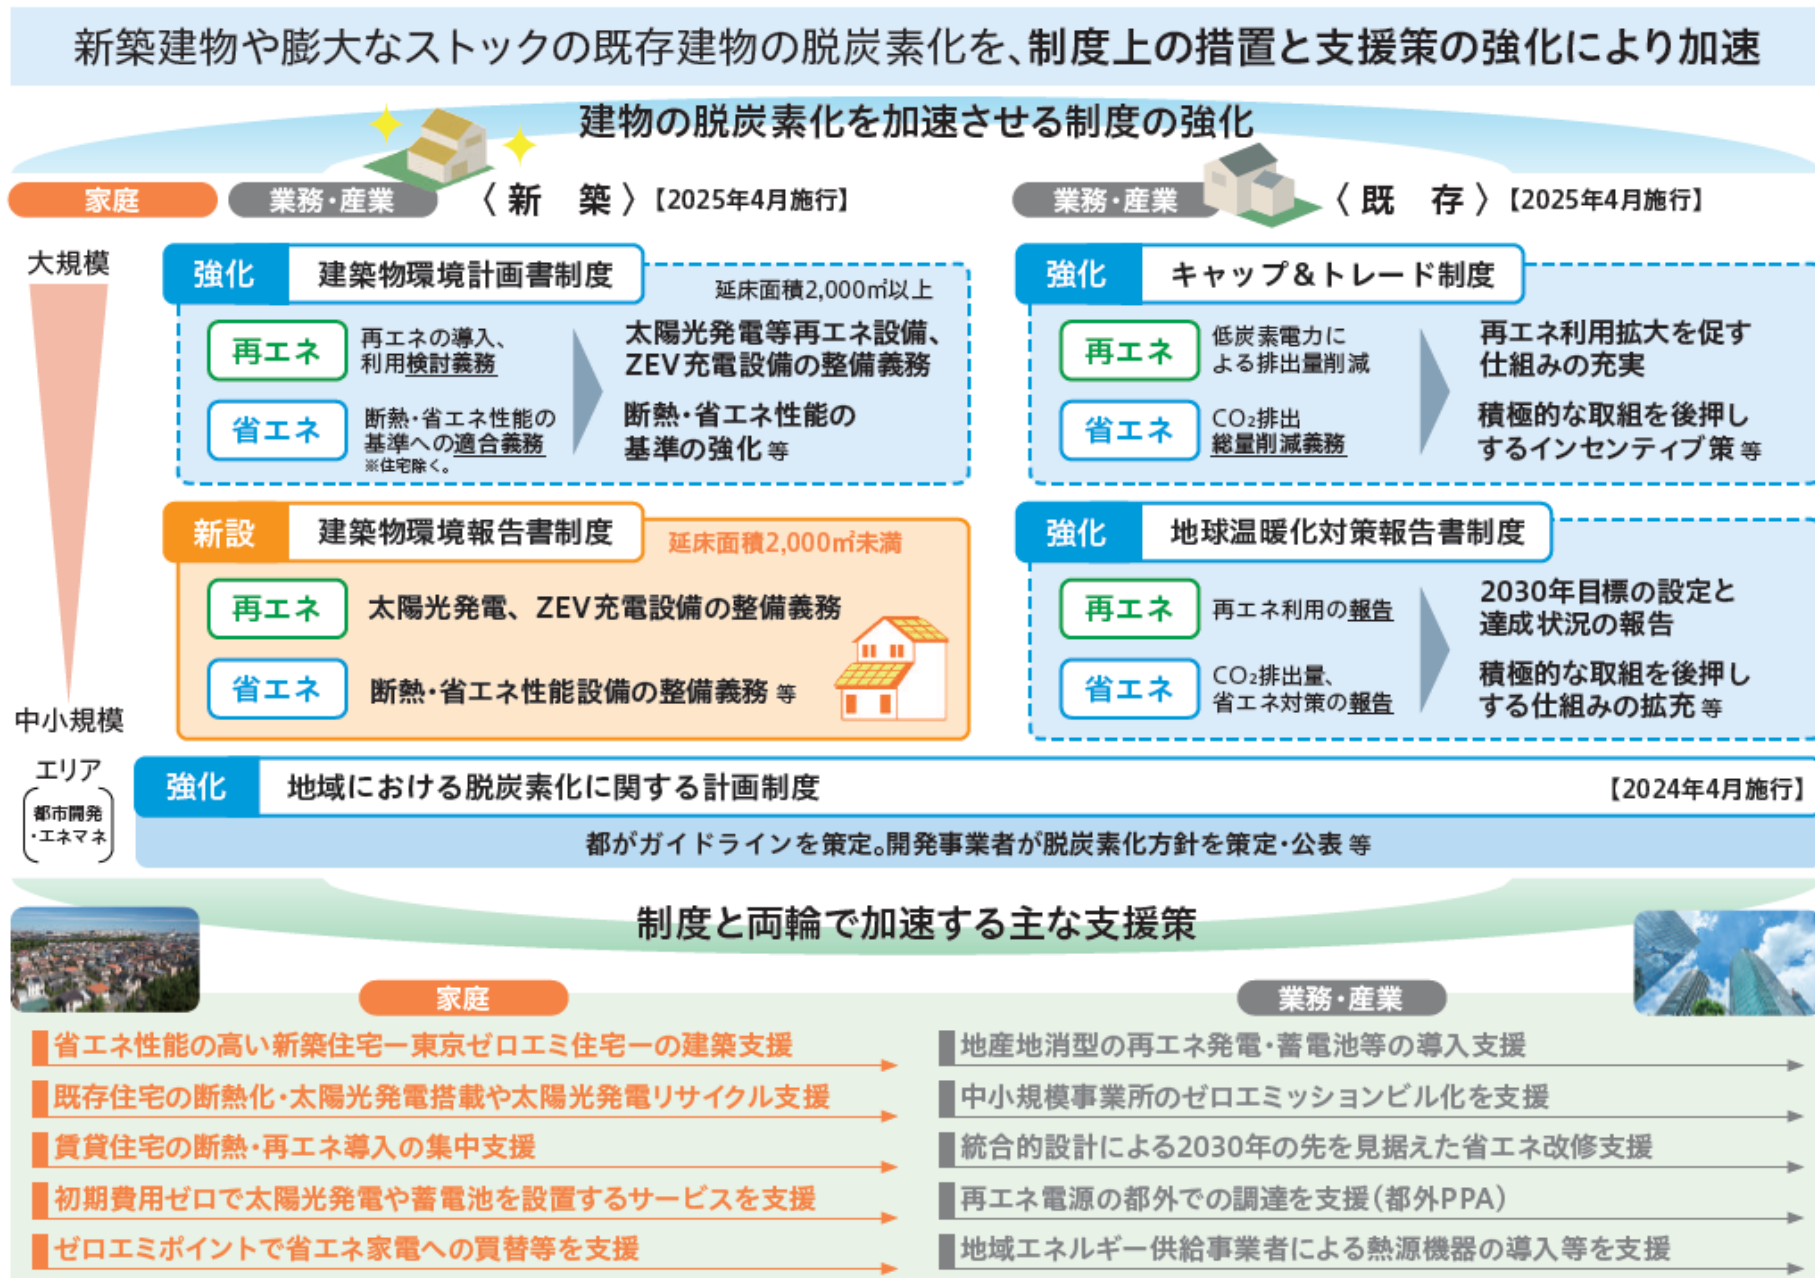 新築建物や膨大なストックの既存建物の脱炭素化を、制度上の措置と支援策の強化により加速
建物の脱炭素化を加速させる制度の強化
家庭
業務・産業
〈新　築〉【2025年4月施行】
大規模
中小規模
強化
建築物環境計画書制度
延床面積2,000㎡以上
再エネ
再エネの導入、
利用検討義務
太陽光発電等再エネ設備、
ZEV充電設備の整備義務
省エネ
断熱・省エネ性能の
基準への適合義務
※住宅除く。
断熱・省エネ性能の
基準の強化 等
新設
建築物環境報告書制度
延床面積2,000㎡未満
再エネ
太陽光発電、ZEV充電設備の整備義務
省エネ
断熱・省エネ性能設備の整備義務 等
業務・産業
〈既　存〉【2025年4月施行】
強化
キャップ＆トレード制度
再エネ
低炭素電力に
よる排出量削減
再エネ利用拡大を促す
仕組みの充実
省エネ
CO₂排出
総量削減義務
積極的な取組を後押し
するインセンティブ策 等
強化
地球温暖化対策報告書制度
再エネ
再エネ利用の報告
2030年目標の設定と
達成状況の報告
省エネ
CO₂排出量、
省エネ対策の報告
積極的な取組を後押し
する仕組みの拡充 等
エリア
都市開発
・エネマネ
強化
地域における脱炭素化に関する計画制度
【2024年4月施行】
都がガイドラインを策定。開発事業者が脱炭素化方針を策定・公表 等
制度と両輪で加速する主な支援策
家庭
省エネ性能の高い新築住宅ー東京ゼロエミ住宅ーの建築支援
既存住宅の断熱化・太陽光発電搭載や太陽光発電リサイクル支援
賃貸住宅の断熱・再エネ導入の集中支援
初期費用ゼロで太陽光発電や蓄電池を設置するサービスを支援
ゼロエミポイントで省エネ家電への買替等を支援
業務・産業
地産地消型の再エネ発電・蓄電池等の導入支援
中小規模事業所のゼロエミッションビル化を支援
統合的設計による2030年の先を見据えた省エネ改修支援
再エネ電源の都外での調達を支援（都外PPA）
地域エネルギー供給事業者による熱源機器の導入等を支援